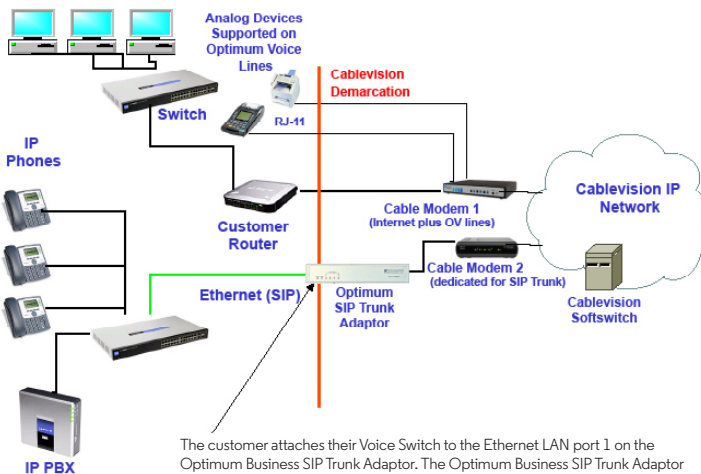 Analog Devices
Supported on
Optimum Voice
Lines
Cablevision
Demarcation
Switch
RJ-11
IP
Phones
Cable Modem 1
(Internet plus OV lines)
Cablevision IP
Network
Customer
Router
Ethernet (SIP)
Optimum
SIP Trunk
Adaptor
Cable Modem 2
(dedicated for SIP Trunk)
Cablevision
Softswitch
IP PBX
The customer attaches their Voice Switch to the Ethernet LAN port 1 on the
Optimum Business SIP Trunk Adaptor. The Optimum Business SIP Trunk Adaptor